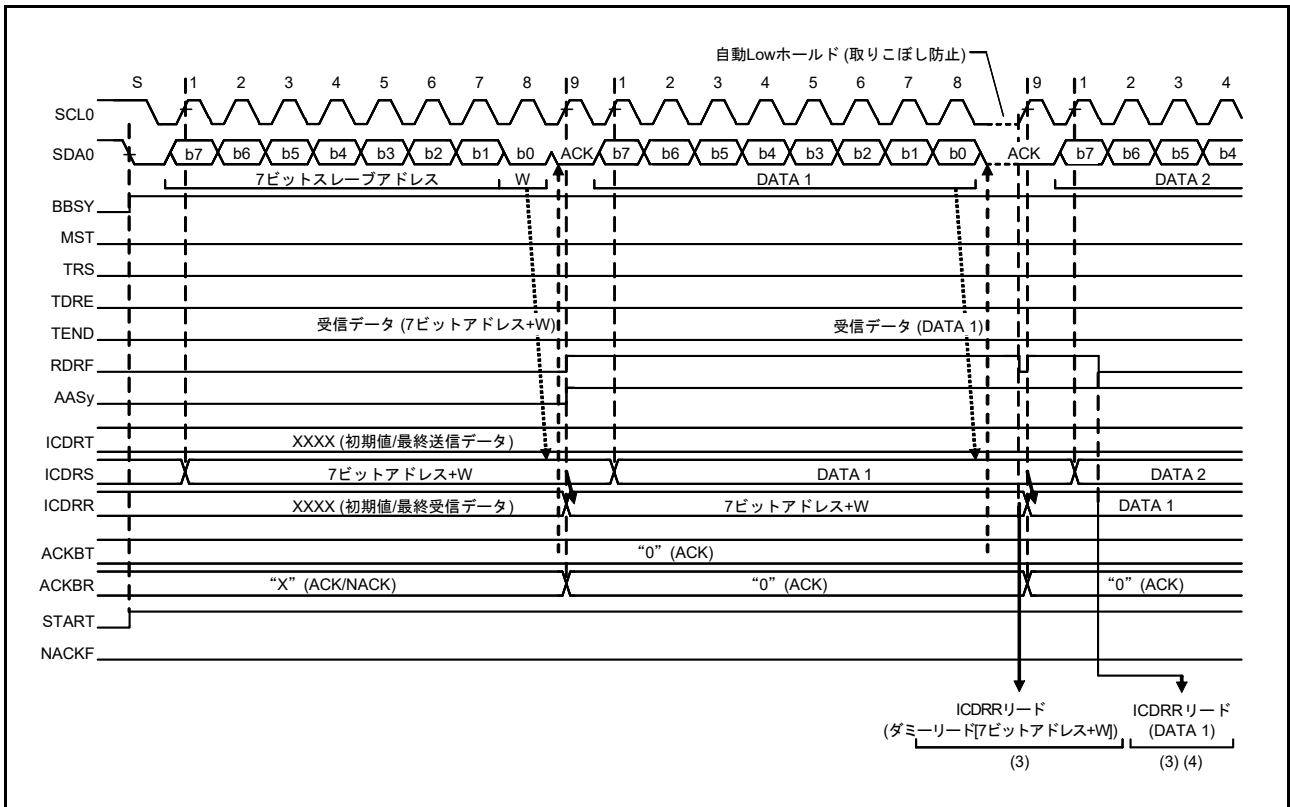 自動Lowホールド (取りこぼし防止)
S 1 2 3 4 5 6 7 8 9 1 2 3 4 5 6 7 8 9 1 2 3 4
SCL0
SDA0 b7 b6 b5 b4 b3 b2 b1 b0 ACK b7 b6 b5 b4 b3 b2 b1 b0 ACK b7 b6 b5 b4
7ビットスレーブアドレス W DATA 1 DATA 2
BBSY
MST
TRS
TDRE
TEND 受信データ (7ビットアドレス+W) 受信データ (DATA 1)
RDRF
AASy
ICDRT XXXX (初期値/最終送信データ)
ICDRS 7ビットアドレス+W DATA 1 DATA 2
ICDRR XXXX (初期値/最終受信データ) 7ビットアドレス+W DATA 1
ACKBT “0” (ACK)
ACKBR “X” (ACK/NACK) “0” (ACK) “0” (ACK)
START
NACKF
ICDRRリード ICDRRリード
(ダミーリード[7ビットアドレス+W]) (DATA 1)
(3) (3) (4)